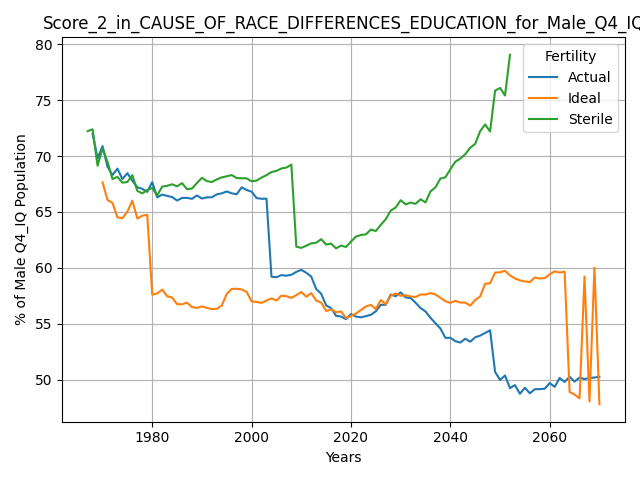 Score_2_in_CAUSE_OF_RACE_DIFFERENCES_EDUCATION_for_Male_Q4_IQ
Fertility
Actual
Ideal
Sterile
% of Male Q4_IQ Population
80
75
70
65
60
55
50
1980 2000 2020 2040 2060
Years